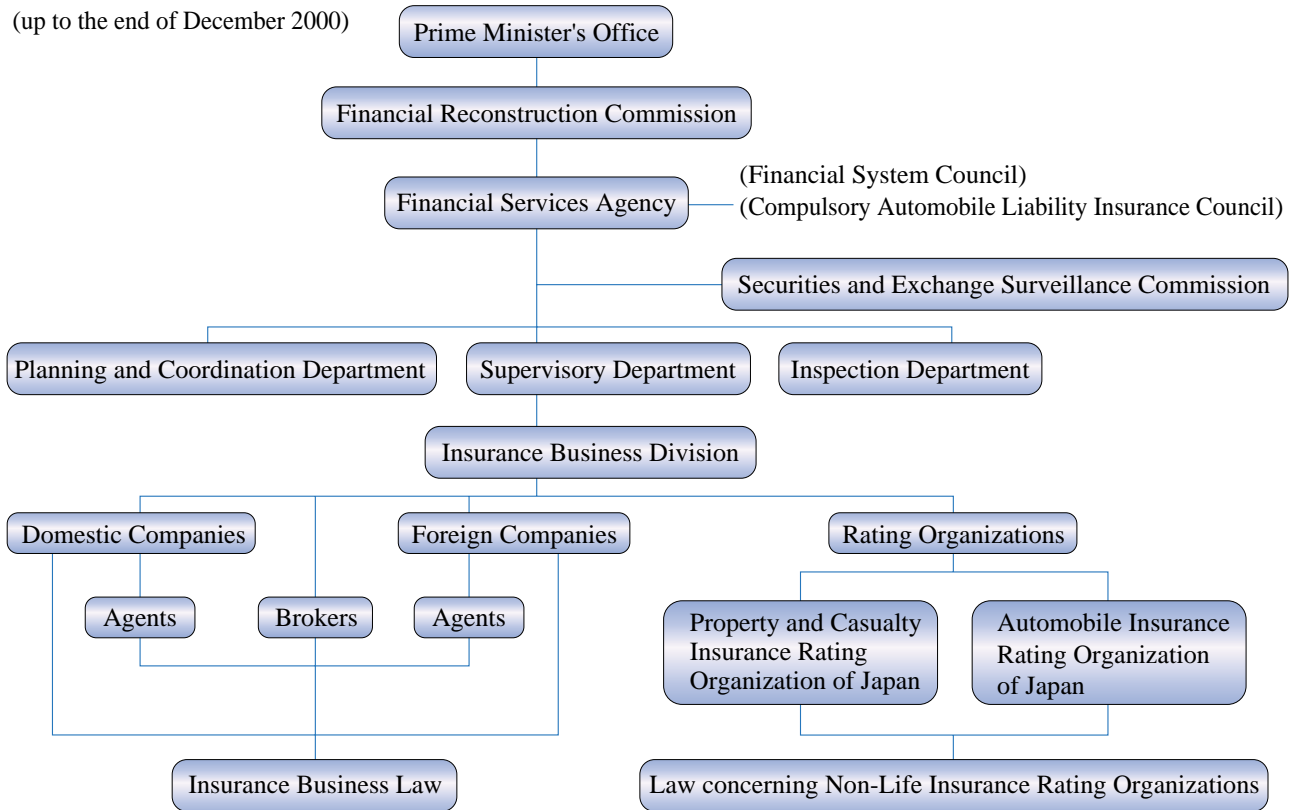 (up to the end of December 2000)
Prime Minister's Office
Financial Reconstruction Commission
Financial Services Agency
(Financial System Council)
(Compulsory Automobile Liability Insurance Council)
Securities and Exchange Surveillance Commission
Planning and Coordination Department
Supervisory Department
Inspection Department
Insurance Business Division
Domestic Companies
Foreign Companies
Rating Organizations
Agents
Brokers
Agents
Property and Casualty
Insurance Rating
Organization of Japan
Automobile Insurance
Rating Organization
of Japan
Insurance Business Law
Law concerning Non-Life Insurance Rating Organizations